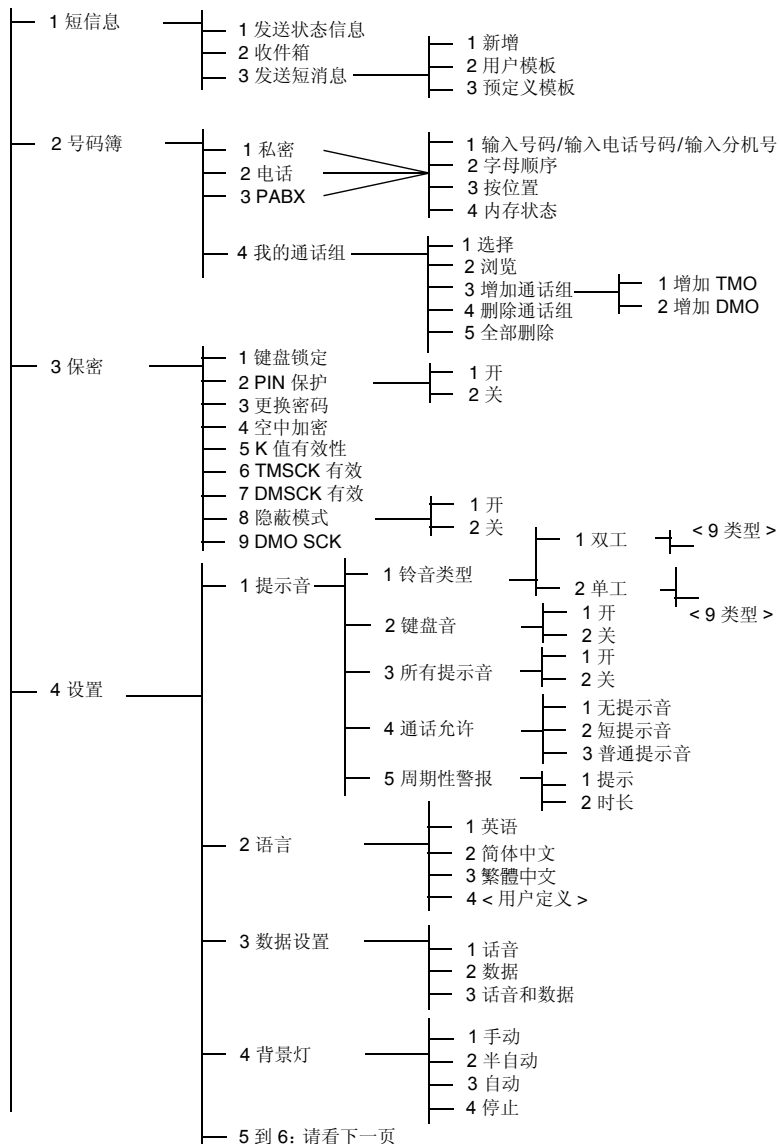 1 短信息
1 发送状态信息
2 收件箱
3 发送短消息
1 新增
2 用户模板
3 预定义模板
2 号码簿
1 私密
2 电话
3 PABX
1 输入号码/输入电话号码/输入分机号
2 字母顺序
3 按位置
4 内存状态
4 我的通话组
1 选择
2 浏览
3 增加通话组
4 删除通话组
5 全部删除
1 增加 TMO
2 增加 DMO
3 保密
1 键盘锁定
2 PIN 保护
3 更换密码
4 空中加密
5 K 值有效性
6 TMSCK 有效
7 DMSCK 有效
8 隐蔽模式
9 DMO SCK
1 开
2 关
1 开
2 关
4 设置
1 提示音
1 铃音类型
1 双工
< 9 类型 >
2 单工
< 9 类型 >
2 键盘音
1 开
2 关
3 所有提示音
1 开
2 关
4 通话允许
1 无提示音
2 短提示音
3 普通提示音
5 周期性警报
1 提示
2 时长
2 语言
1 英语
2 简体中文
3 繁體中文
4 < 用户定义 >
3 数据设置
1 话音
2 数据
3 话音和数据
4 背景灯
1 手动
2 半自动
3 自动
4 停止
5 到 6: 请看下一页